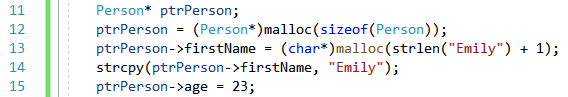 11 Person* ptrPerson;
12 ptrPerson = (Person*)malloc(sizeof(Person));
13 ptrPerson->firstName = (char*)malloc(strlen("Emily") + 1);
14 strcpy(ptrPerson->firstName, "Emily");
15 ptrPerson->age = 23;